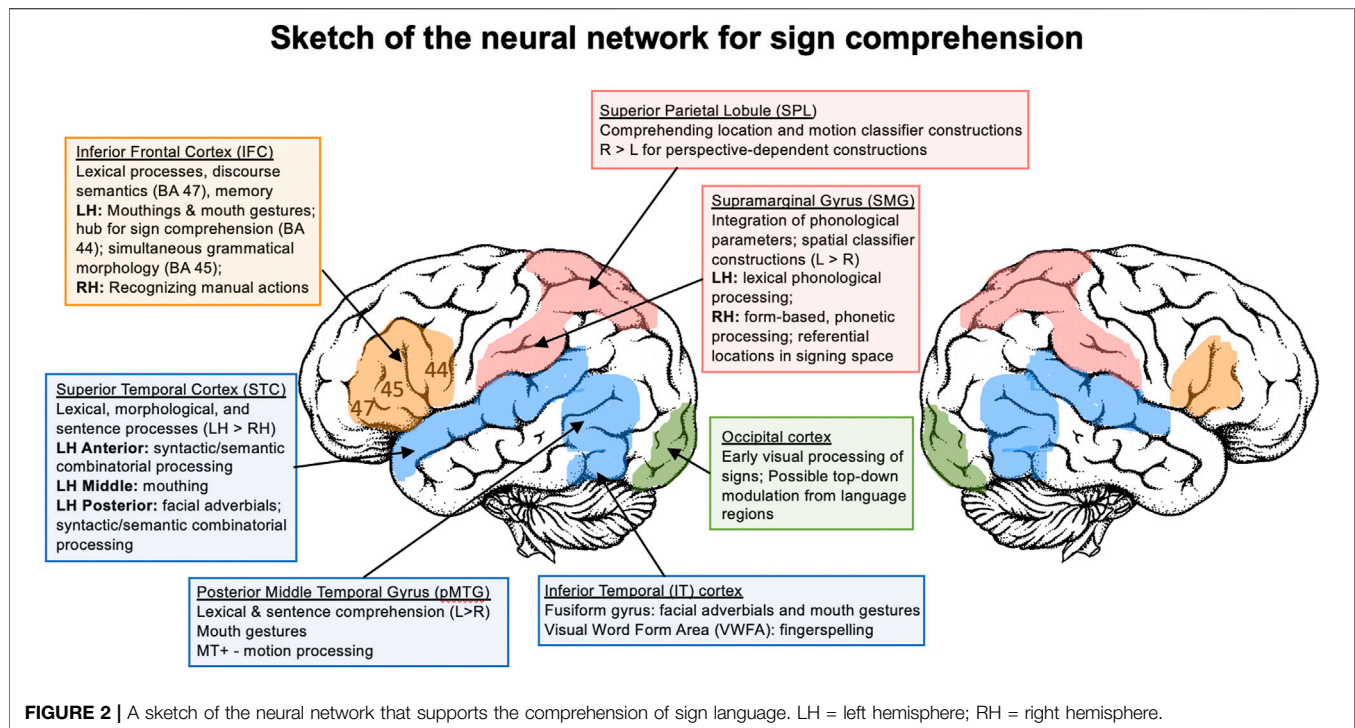 Sketch of the neural network for sign comprehension
Superior Parietal Lobule (SPL)
Comprehending location and motion classifier constructions
R > L for perspective-dependent constructions
Inferior Frontal Cortex (IFC)
Lexical processes, discourse
semantics (BA 47), memory
LH: Mouthings & mouth gestures;
hub for sign comprehension (BA
44); simultaneous grammatical
morphology (BA 45);
RH: Recognizing manual actions
Supramarginal Gyrus (SMG)
Integration of phonological
parameters; spatial classifier
constructions (L > R)
LH: lexical phonological
processing;
RH: form-based, phonetic
processing; referential
locations in signing space
44
45
47
Superior Temporal Cortex (STC)
Lexical, morphological, and
sentence processes (LH > RH)
LH Anterior: syntactic/semantic
combinatorial processing
LH Middle: mouthing
LH Posterior: facial adverbials;
syntactic/semantic combinatorial
processing
Occipital cortex
Early visual processing of
signs; Possible top-down
modulation from language
regions
Posterior Middle Temporal Gyrus (pMTG)
Lexical & sentence comprehension (L>R)
Mouth gestures
MT+ - motion processing
Inferior Temporal (IT) cortex
Fusiform gyrus: facial adverbials and mouth gestures
Visual Word Form Area (VWFA): fingerspelling
FIGURE 2 | A sketch of the neural network that supports the comprehension of sign language. LH = left hemisphere; RH = right hemisphere.